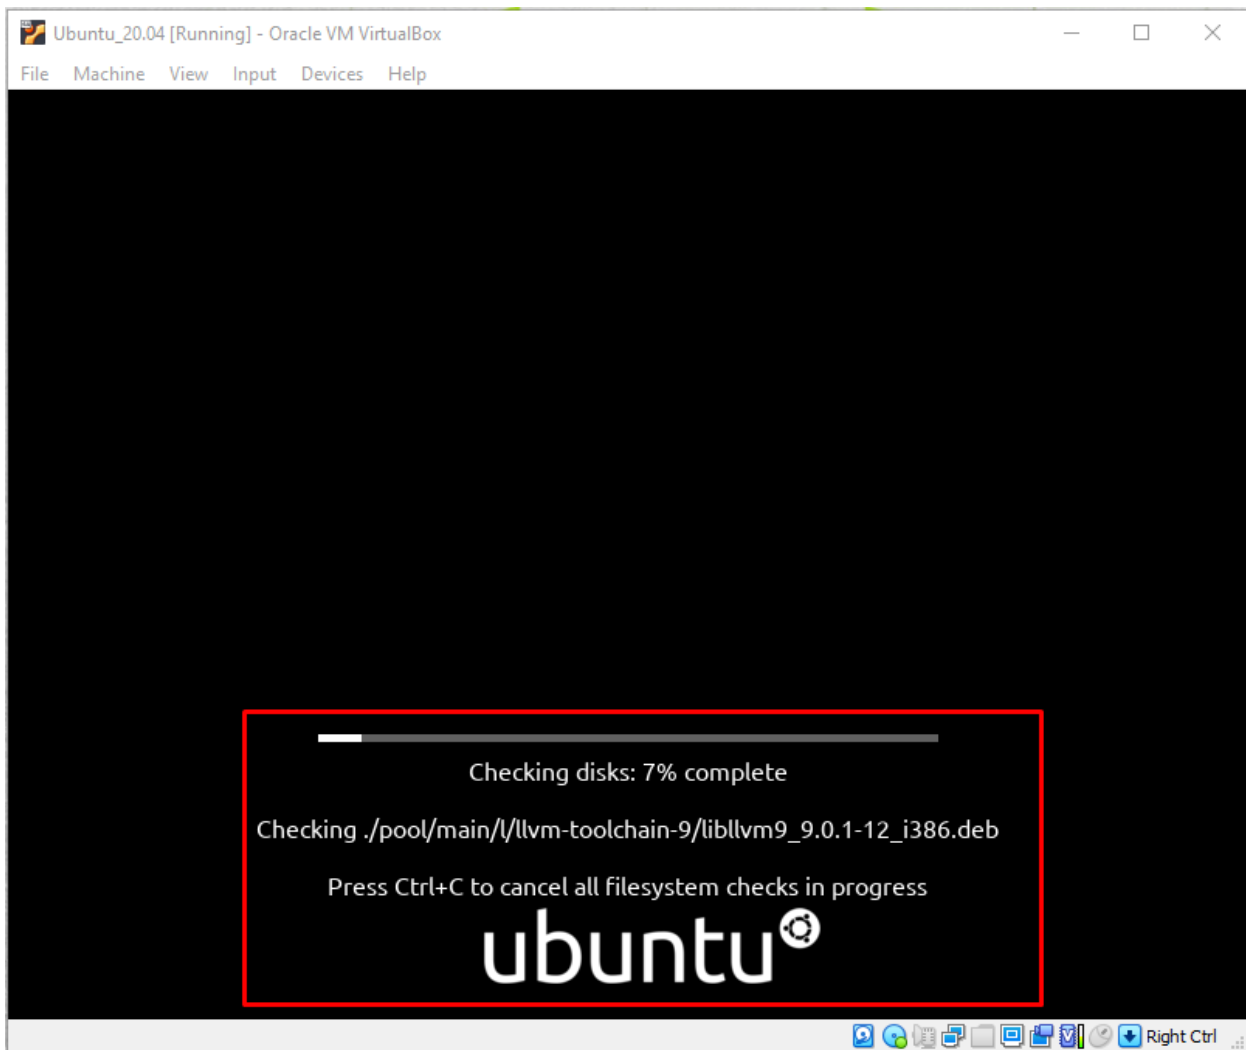 Ubuntu_20.04 [Running] - Oracle VM VirtualBox
File Machine View Input Devices Help
Checking disks: 7% complete
Checking ./pool/main/l/llvm-toolchain-9/libllvm9_9.0.1-12_i386.deb
Press Ctrl+C to cancel all filesystem checks in progress
ubuntu
Right Ctrl